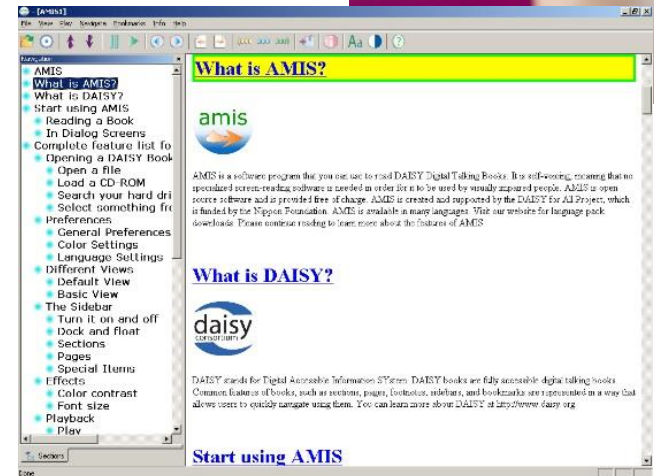 [AMIS1]
File View Play Navigate Bookmarks Info Help
Aa
Navigation
AMIS
What is AMIS?
What is DAISY?
Start using AMIS
Reading a Book
In Dialog Screens
Complete feature list fo
Opening a DAISY Book
Open a file
Load a CD-ROM
Search your hard dri
Select something fro
Preferences
General Preferences
Color Settings
Language Settings
Different Views
Default View
Basic View
The Sidebar
Turn it on and off
Dock and float
Sections
Pages
Special Items
Effects
Color contrast
Font size
Playback
Play
Sections
Done
What is AMIS?
amis
AMIS is a software program that you can use to read DAISY Digital Talking Books. It is self-voicing, meaning that no
specialized screen-reading software is needed in order for it to be used by visually impaired people. AMIS is open
source software and is provided free of charge. AMIS is created and supported by the DAISY for All Project, which
is funded by the Nippon Foundation. AMIS is available in many languages. Visit our website for language pack
downloads. Please continue reading to learn more about the features of AMIS.
What is DAISY?
daisy
consortium
DAISY stands for Digital Accessible Information SYstem. DAISY books are fully accessible digital talking books.
Common features of books, such as sections, pages, footnotes, sidebars, and bookmarks are represented in a way that
allows users to quickly navigate using them. You can learn more about DAISY at http://www.daisy.org
Start using AMIS